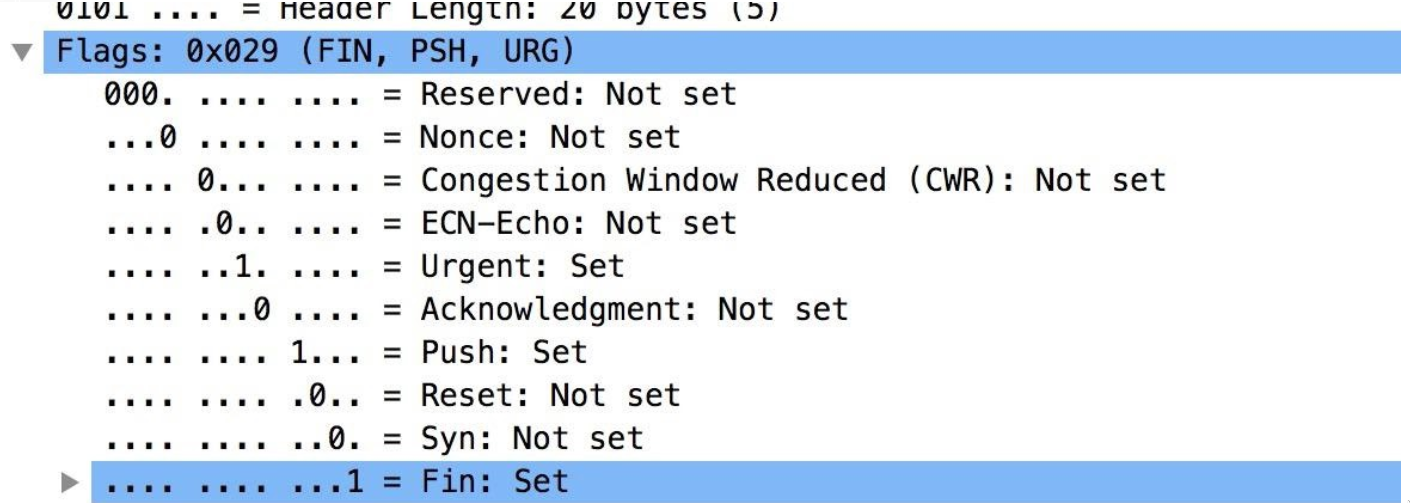 0101 .... = Header Length: 20 bytes (5)
Flags: 0x029 (FIN, PSH, URG)
000. .... .... = Reserved: Not set
...0 .... .... = Nonce: Not set
.... 0... .... = Congestion Window Reduced (CWR): Not set
.... .0.. .... = ECN-Echo: Not set
.... ..1. .... = Urgent: Set
.... ...0 .... = Acknowledgment: Not set
.... .... 1... = Push: Set
.... .... .0.. = Reset: Not set
.... .... ..0. = Syn: Not set
.... .... ...1 = Fin: Set